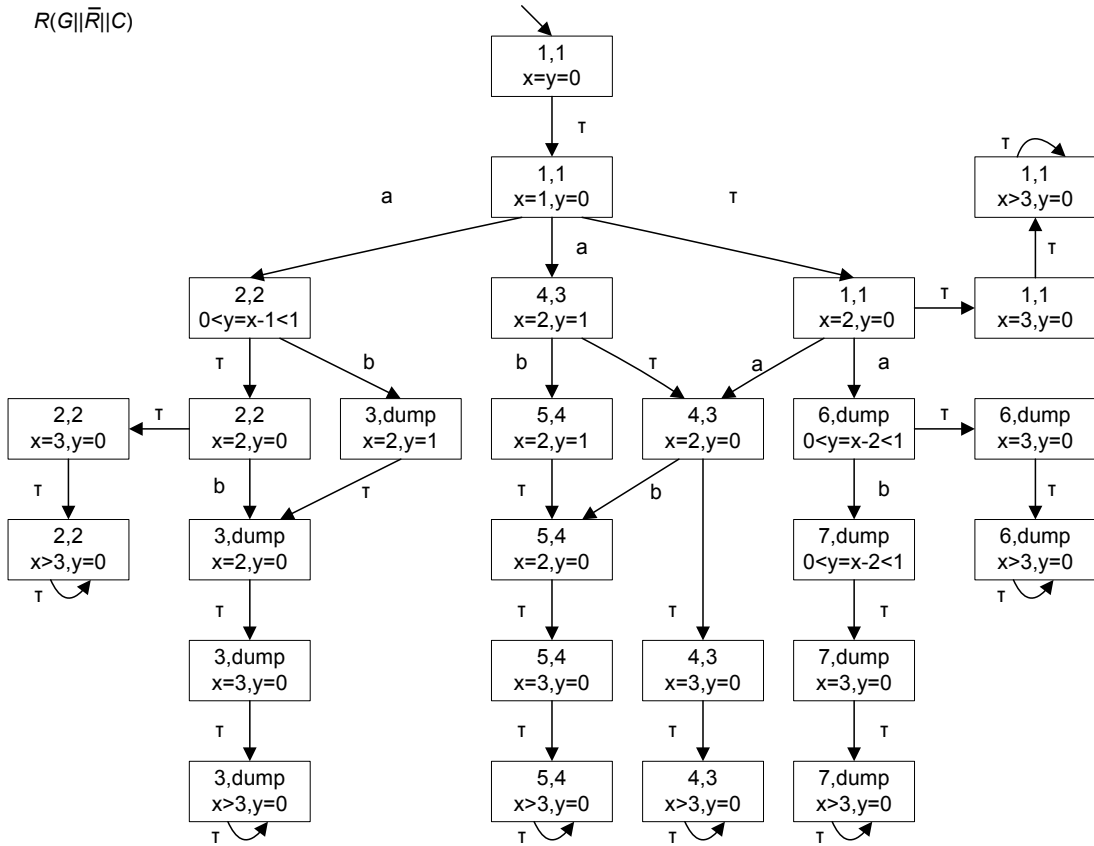 R(G||R̄||C)
1,1
x=y=0
τ
1,1
x=1,y=0
τ
1,1
x>3,y=0
a
τ
a
τ
2,2
0<y=x-1<1
4,3
x=2,y=1
1,1
x=2,y=0
τ
1,1
x=3,y=0
τ
b
b
τ
a
a
2,2
x=3,y=0
τ
2,2
x=2,y=0
3,dump
x=2,y=1
5,4
x=2,y=1
4,3
x=2,y=0
6,dump
0<y=x-2<1
τ
6,dump
x=3,y=0
τ
b
τ
τ
b
b
τ
2,2
x>3,y=0
3,dump
x=2,y=0
5,4
x=2,y=0
7,dump
0<y=x-2<1
6,dump
x>3,y=0
τ
τ
τ
τ
τ
τ
3,dump
x=3,y=0
5,4
x=3,y=0
4,3
x=3,y=0
7,dump
x=3,y=0
τ
τ
τ
τ
3,dump
x>3,y=0
5,4
x>3,y=0
4,3
x>3,y=0
7,dump
x>3,y=0
τ
τ
τ
τ